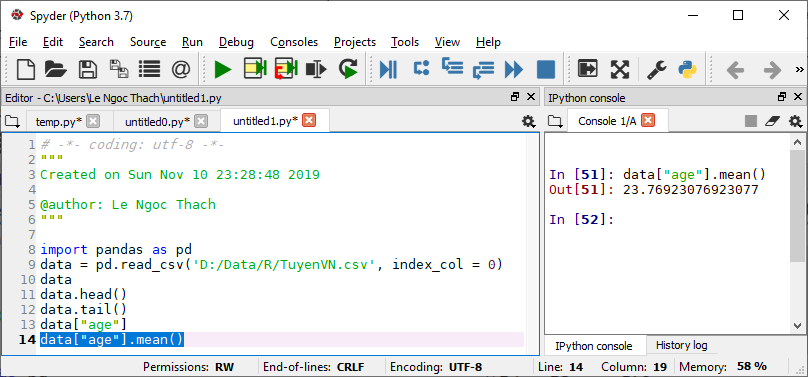 Spyder (Python 3.7)
File Edit Search Source Run Debug Consoles Projects Tools View Help
Editor - C:\Users\Le Ngoc Thach\untitled1.py
temp.py* untitled0.py* untitled1.py*
1 # -*- coding: utf-8 -*-
2 """
3 Created on Sun Nov 10 23:28:48 2019
4
5 @author: Le Ngoc Thach
6 """
7
8 import pandas as pd
9 data = pd.read_csv('D:/Data/R/TuyenVN.csv', index_col = 0)
10 data
11 data.head()
12 data.tail()
13 data["age"]
14 data["age"].mean()
IPython console
Console 1/A
In [51]: data["age"].mean()
Out[51]: 23.76923076923077
In [52]:
IPython console History log
Permissions: RW End-of-lines: CRLF Encoding: UTF-8 Line: 14 Column: 19 Memory: 58 %